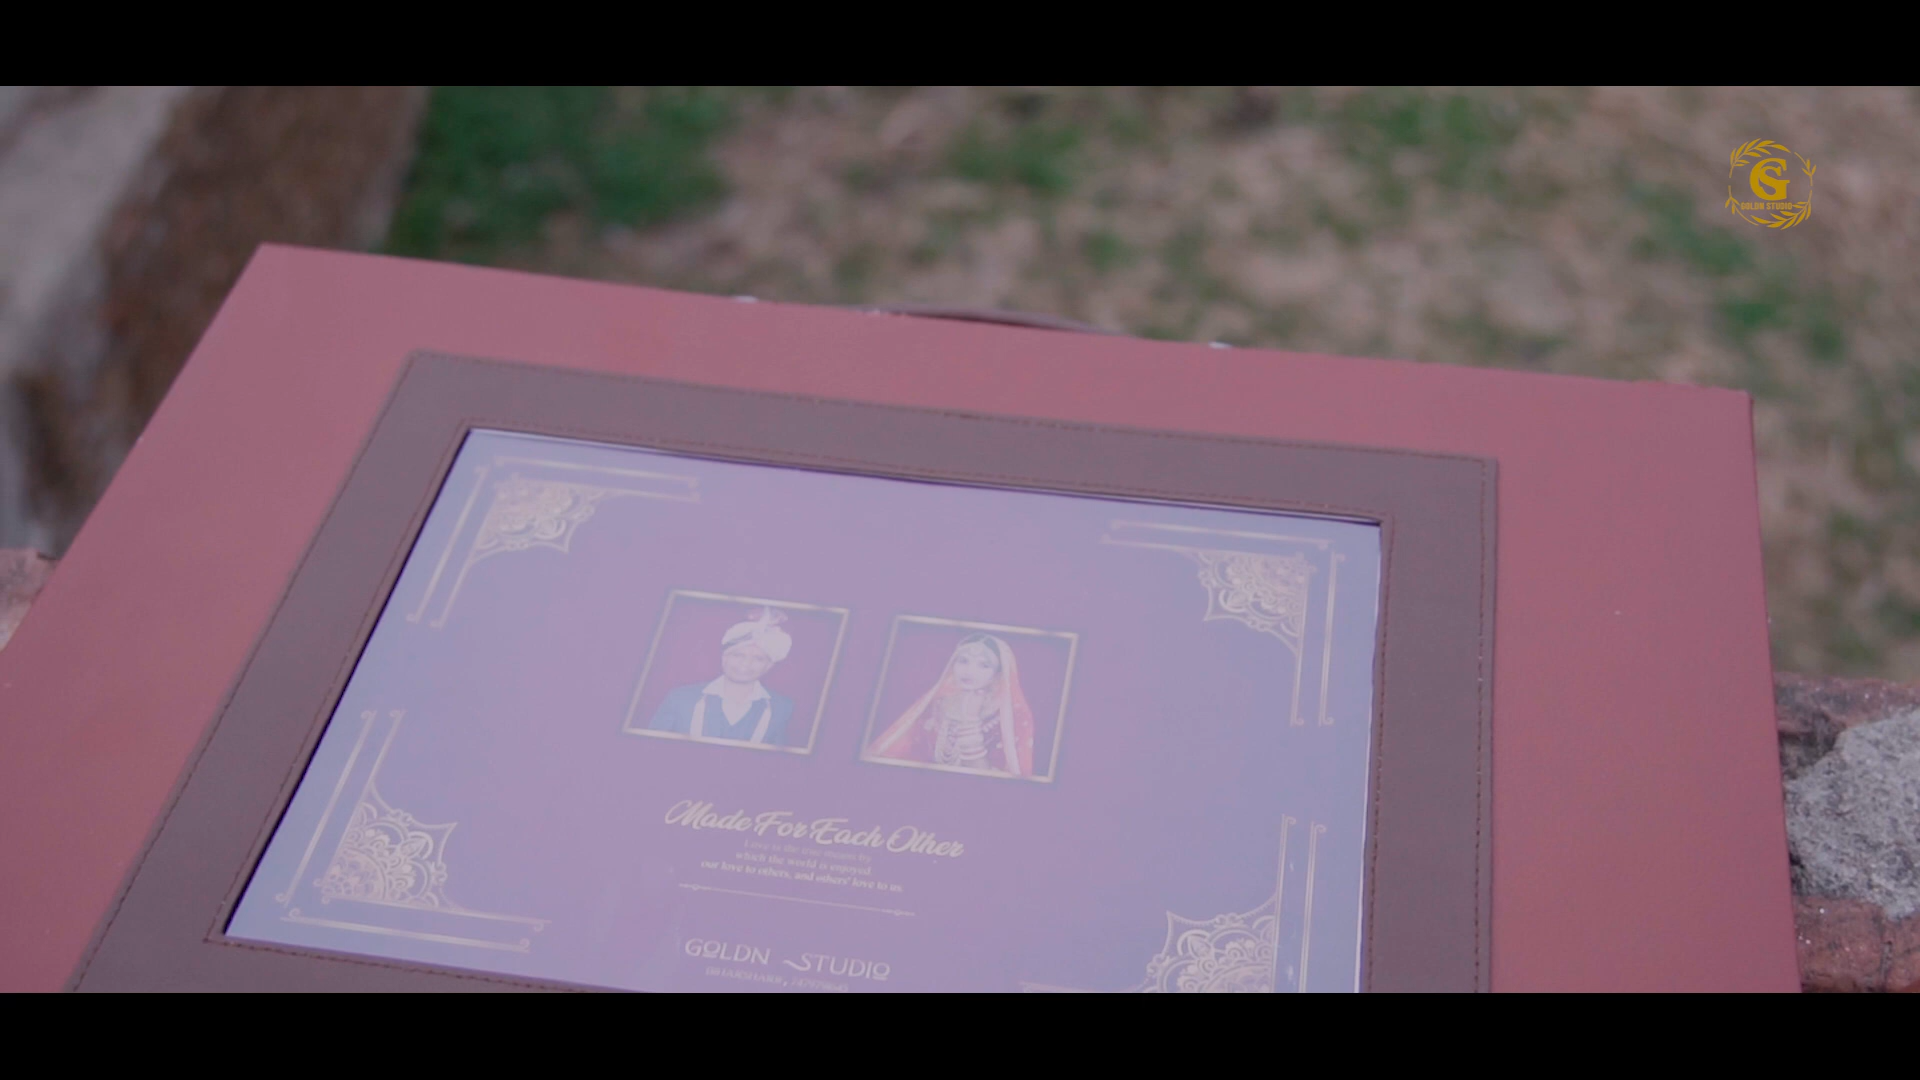 GS
GOLDN STUDIO
Made For Each Other
which the world is enjoyed
our love to others, and others' love to us
GOLDN STUDIO